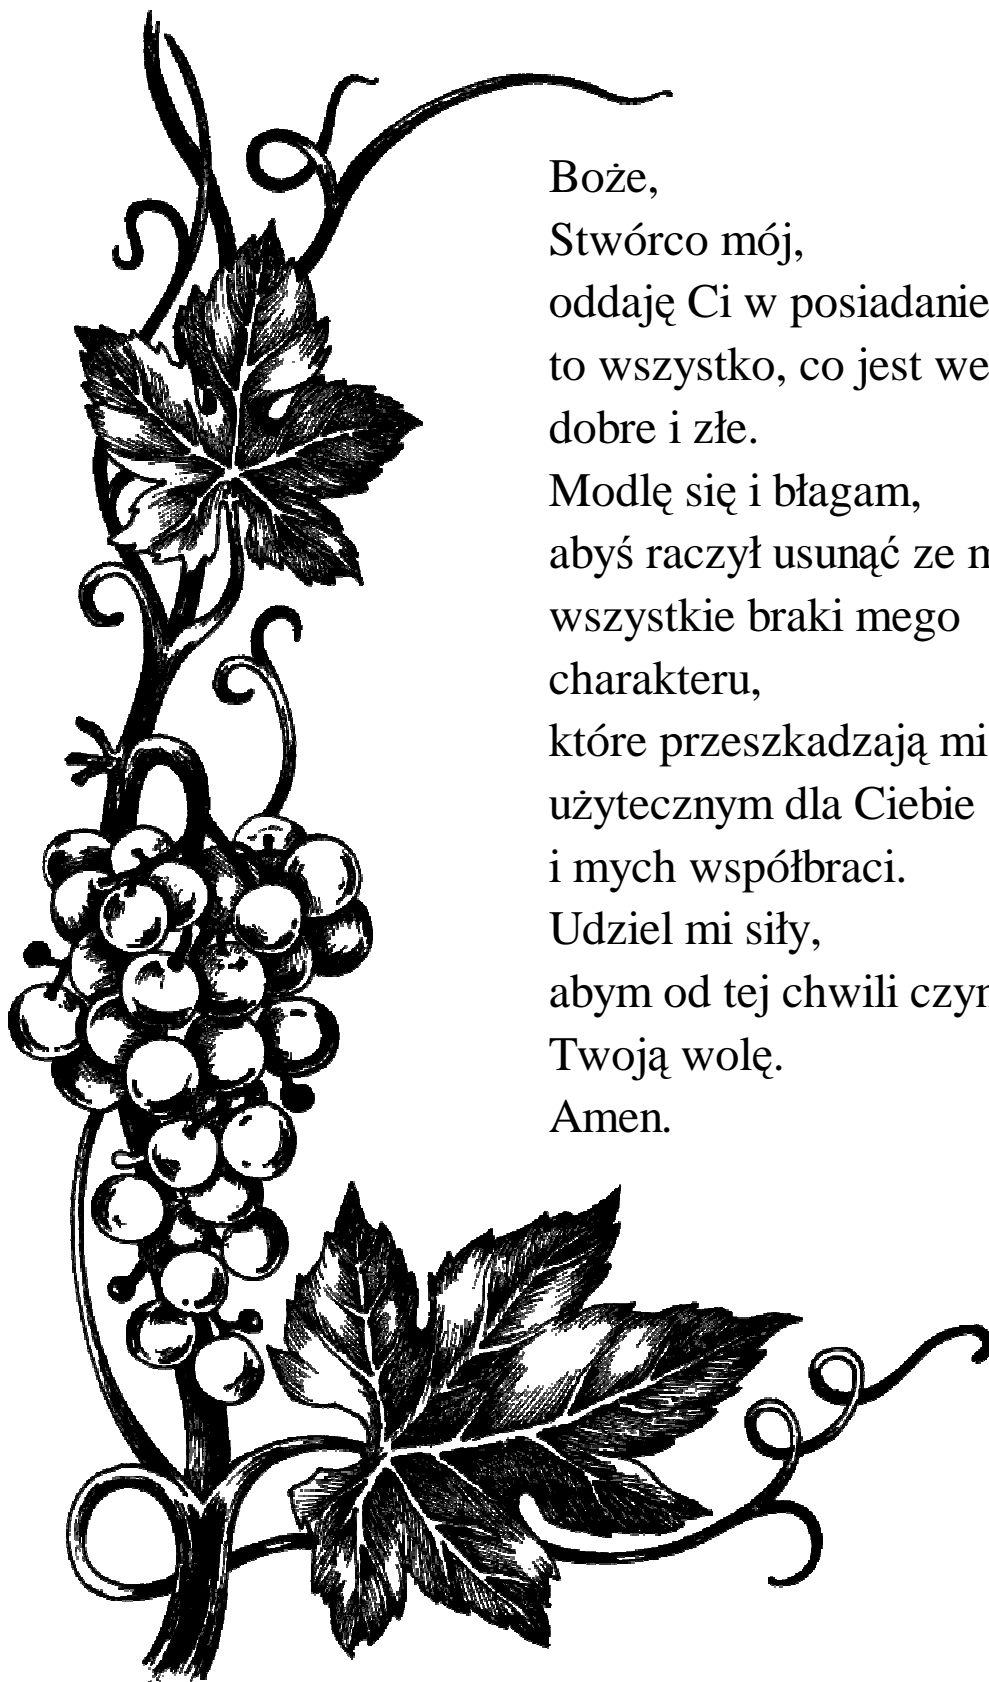 Boże,
Stwórco mój,
oddaję Ci w posiadanie
to wszystko, co jest we
dobre i złe.
Modlę się i błagam,
abyś raczył usunąć ze
wszystkie braki mego
charakteru,
które przeszkadzają mi
użytecznym dla Ciebie
i mych współbraci.
Udziel mi siły,
abym od tej chwili
Twoją wolę.
Amen.